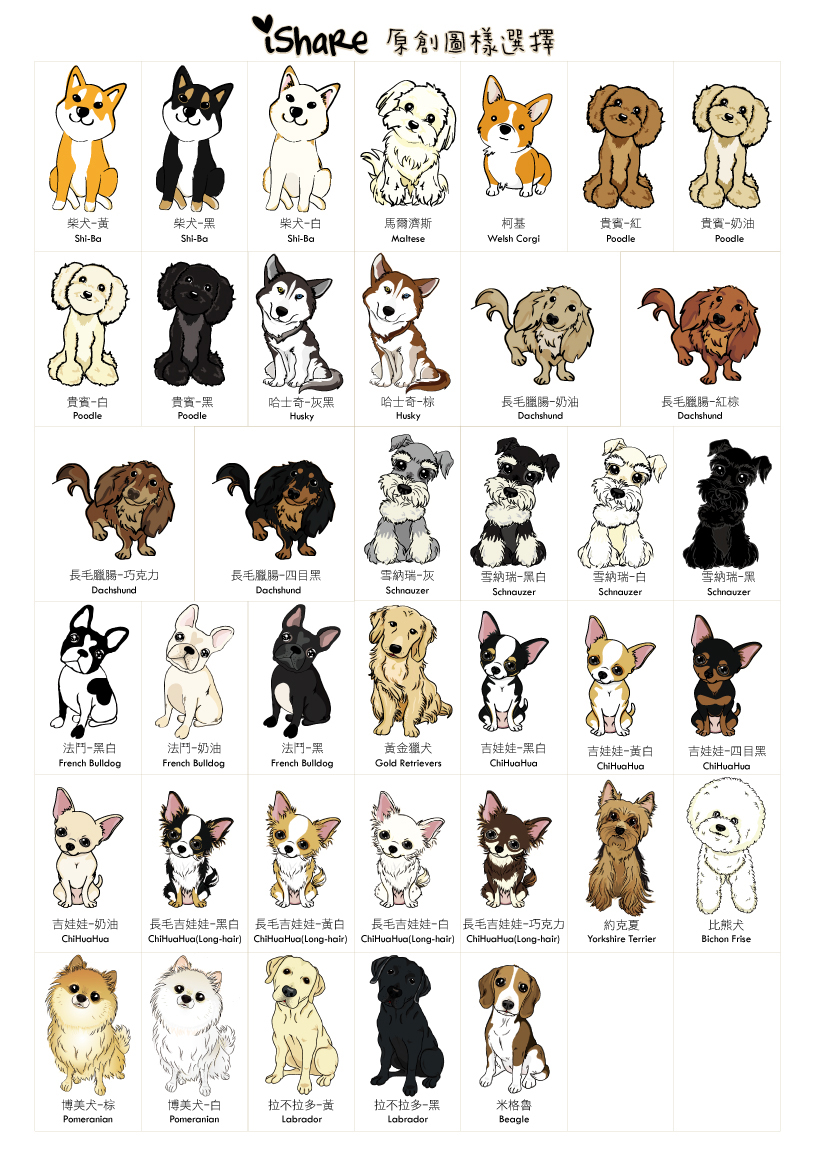 iShare 原創圖樣選擇
柴犬-黃 柴犬-黑 柴犬-白 馬爾濟斯 柯基 貴賓-紅 貴賓-奶油
Shi-Ba Shi-Ba Shi-Ba Maltese Welsh Corgi Poodle Poodle
貴賓-白 貴賓-黑 哈士奇-灰黑 哈士奇-棕 長毛臘腸-奶油 長毛臘腸-紅棕
Poodle Poodle Husky Husky Dachshund Dachshund
長毛臘腸-巧克力 長毛臘腸-四目黑 雪納瑞-灰 雪納瑞-黑白 雪納瑞-白 雪納瑞-黑
Dachshund Dachshund Schnauzer Schnauzer Schnauzer Schnauzer
法鬥-黑白 法鬥-奶油 法鬥-黑 黃金獵犬 吉娃娃-黑白 吉娃娃-黃白 吉娃娃-四目黑
French Bulldog French Bulldog French Bulldog Gold Retrievers ChiHuaHua ChiHuaHua ChiHuaHua
吉娃娃-奶油 長毛吉娃娃-黑白 長毛吉娃娃-黃白 長毛吉娃娃-白 長毛吉娃娃-巧克力 約克夏 比熊犬
ChiHuaHua ChiHuaHua(Long-hair) ChiHuaHua(Long-hair) ChiHuaHua(Long-hair) ChiHuaHua(Long-hair) Yorkshire Terrier Bichon Frise
博美犬-棕 博美犬-白 拉不拉多-黃 拉不拉多-黑 米格魯
Pomeranian Pomeranian Labrador Labrador Beagle